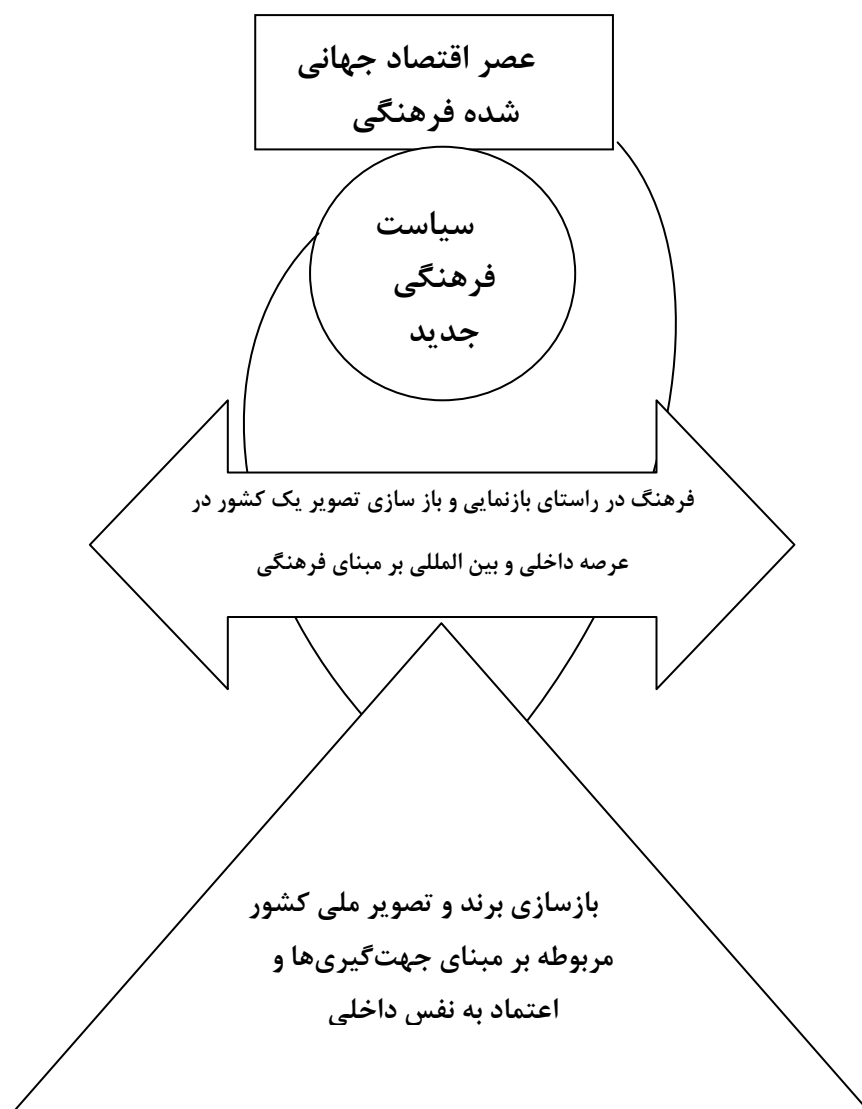 عصر اقتصاد جهانی
شده فرهنگی
سیاست
فرهنگی
جدید
فرهنگ در راستای بازنمایی و باز سازی تصویر یک کشور در
عرصه داخلی و بین المللی بر مبنای فرهنگی
بازسازی برند و تصویر ملی کشور
مربوطه بر مبنای جهت‌گیری‌ها و
اعتماد به نفس داخلی